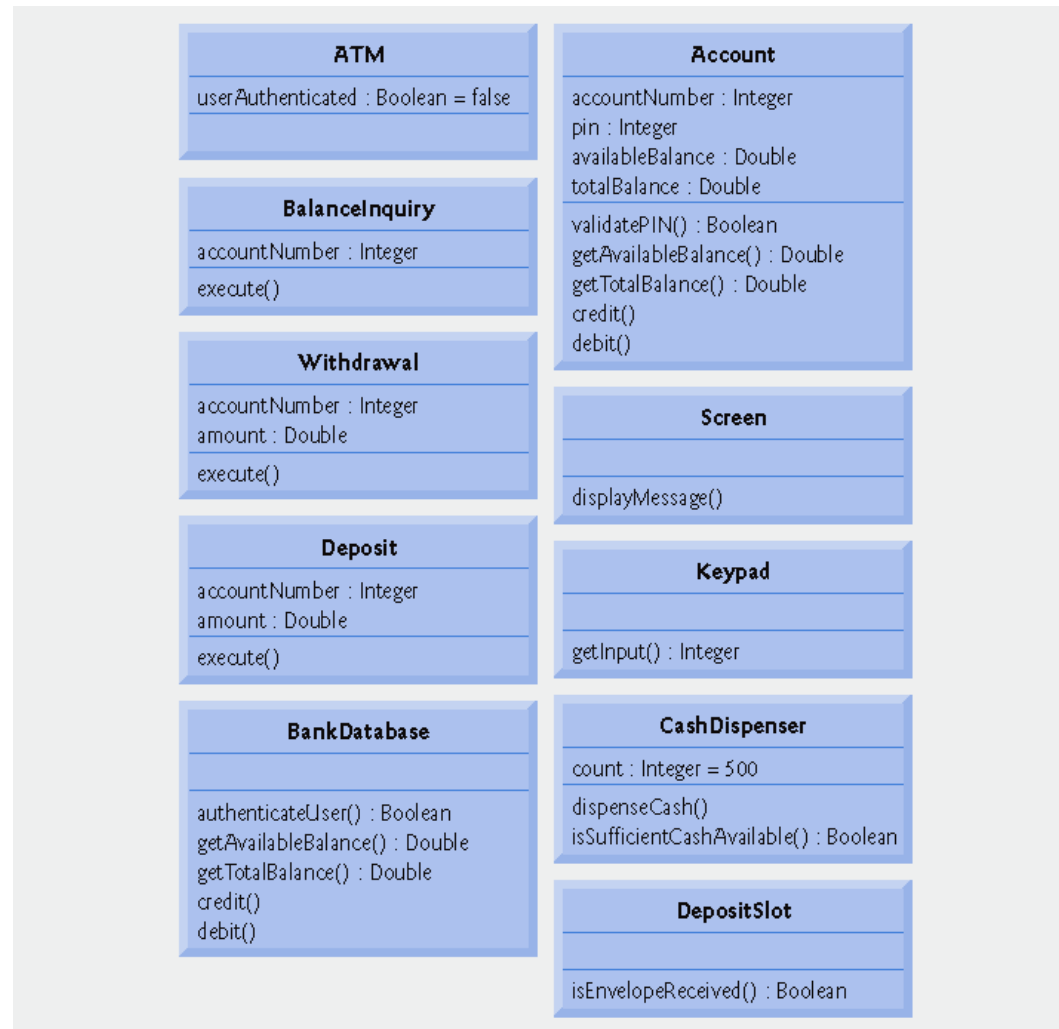 ATM
userAuthenticated : Boolean = false
BalanceInquiry
accountNumber : Integer
execute()
Withdrawal
accountNumber : Integer
amount : Double
execute()
Deposit
accountNumber : Integer
amount : Double
execute()
BankDatabase
authenticateUser() : Boolean
getAvailableBalance() : Double
getTotalBalance() : Double
credit()
debit()
Account
accountNumber : Integer
pin : Integer
availableBalance : Double
totalBalance : Double
validatePIN() : Boolean
getAvailableBalance() : Double
getTotalBalance() : Double
credit()
debit()
Screen
displayMessage()
Keypad
getInput() : Integer
CashDispenser
count : Integer = 500
dispenseCash()
isSufficientCashAvailable() : Boolean
DepositSlot
isEnvelopeReceived() : Boolean